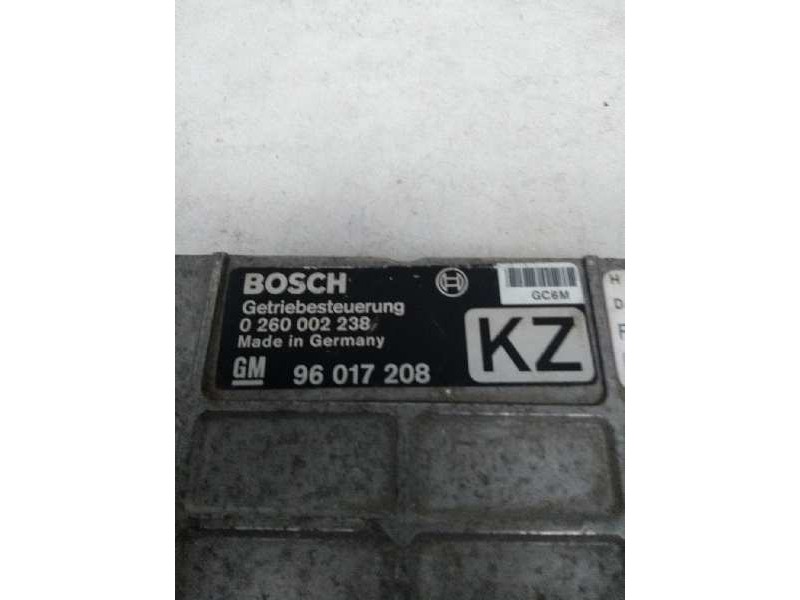 BOSCH
Getriebesteuerung
0 260 002 238
Made in Germany
GM 96 017 208
GC6M
KZ
H
D